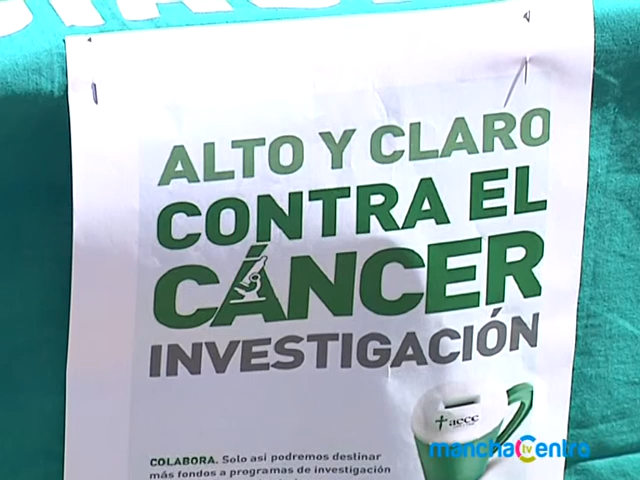 ALTO Y CLARO
CONTRA EL
CÁNCER
INVESTIGACIÓN
aecc
COLABORA. Solo así podremos destinar
más fondos a programas de investigación
manchaCentro
tv